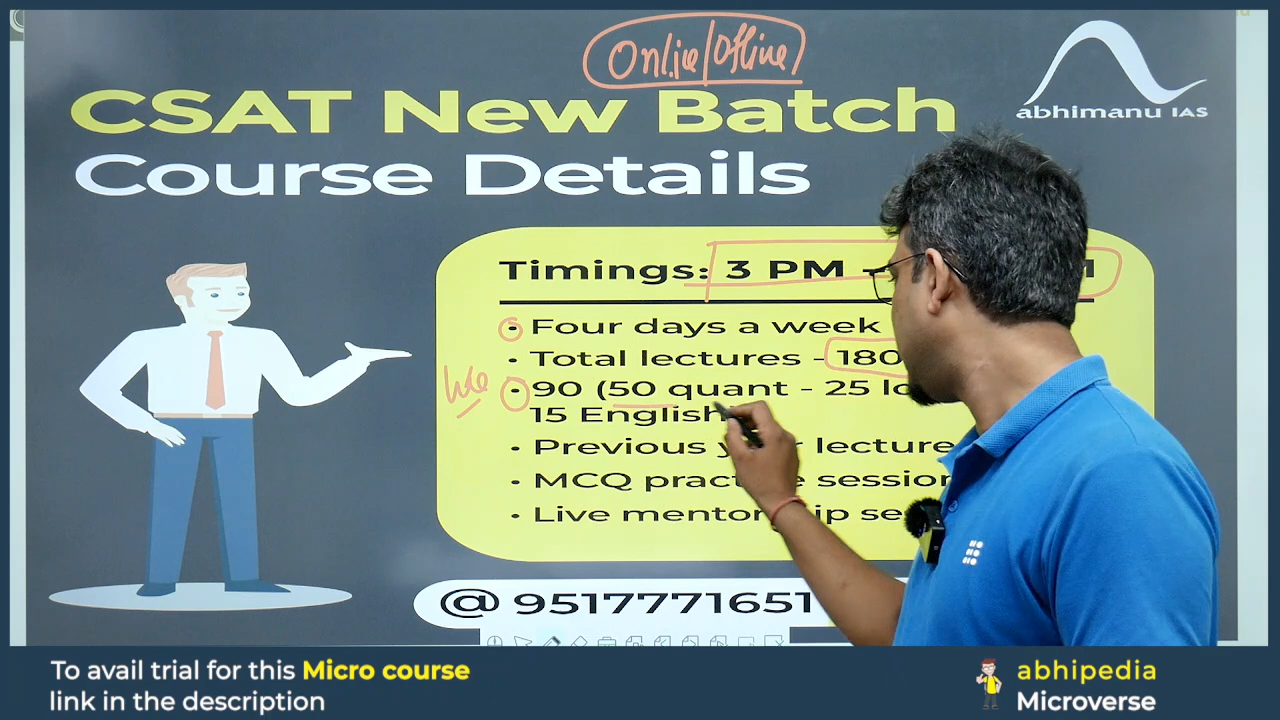 Online/Offline
CSAT New Batch
abhimanu IAS
Course Details
Timings: 3 PM -
• Four days a week
• Total lectures - 180
• 90 (50 quant - 25
15 English
• Previous lecture
• MCQ session
• Live
@ 9517771651
To avail trial for this Micro course
link in the description
abhipedia
Microverse